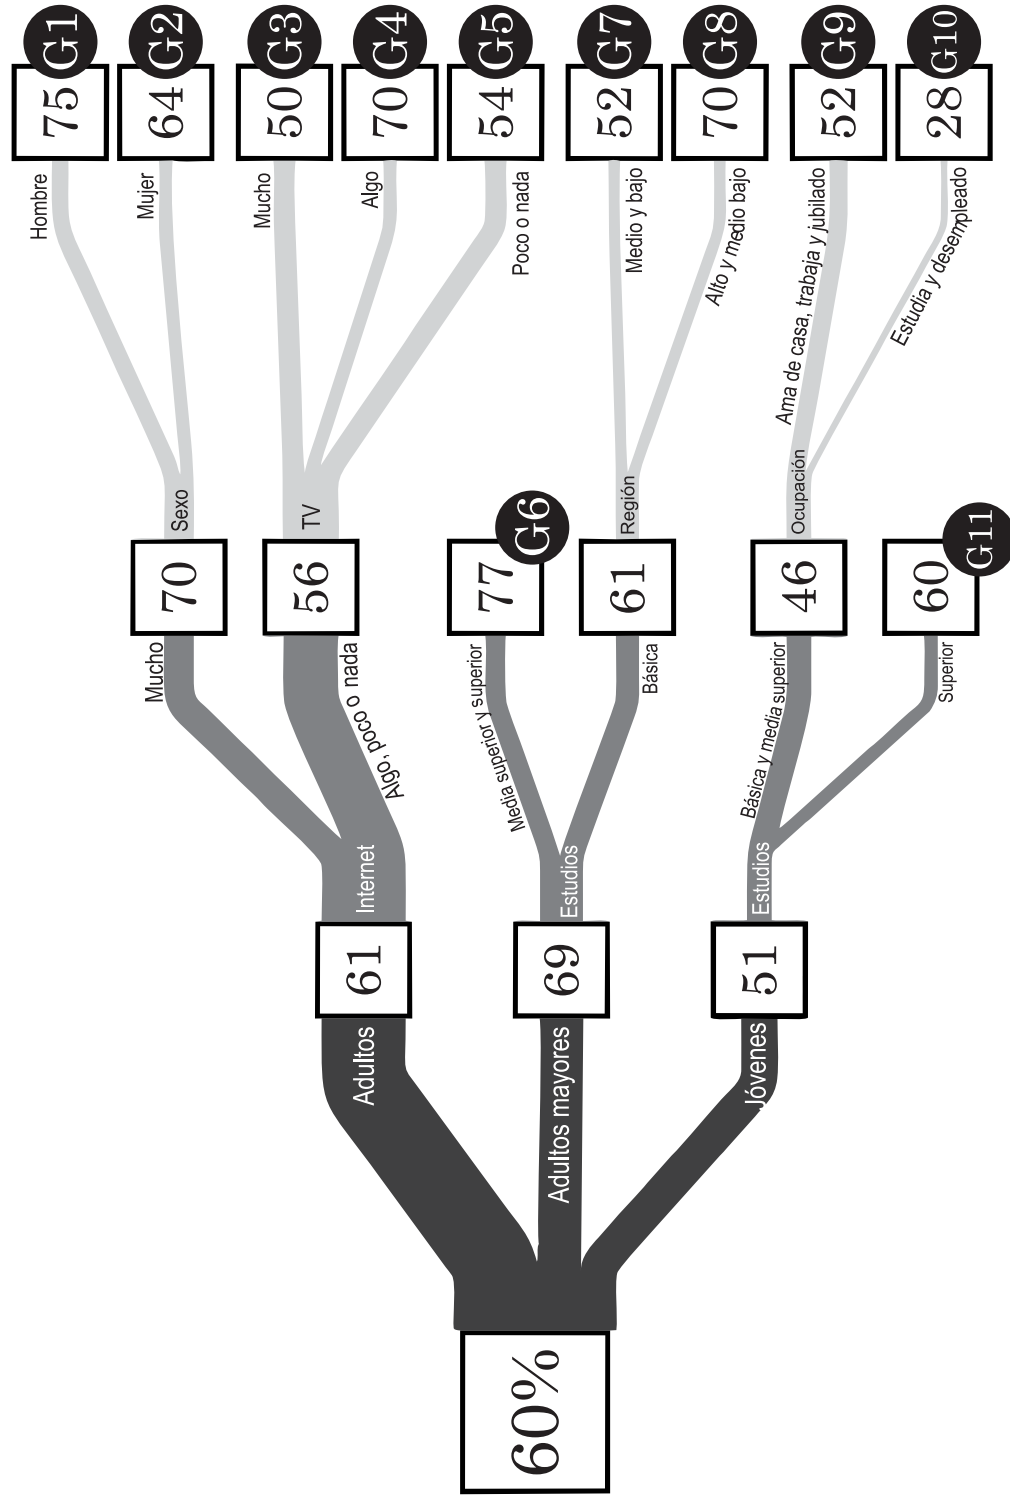 60%
Adultos
61
Internet
Mucho
70
Sexo
Hombre
75
G1
Mujer
64
G2
Algo, poco o nada
56
TV
Mucho
50
G3
Algo
70
G4
Poco o nada
54
G5
Adultos mayores
69
Estudios
Media superior y superior
77
G6
Básica
61
Región
Medio y bajo
52
G7
Alto y medio bajo
70
G8
Jóvenes
51
Estudios
Básica y media superior
46
Ocupación
Ama de casa, trabaja y jubilado
52
G9
Estudia y desempleado
28
G10
Superior
60
G11